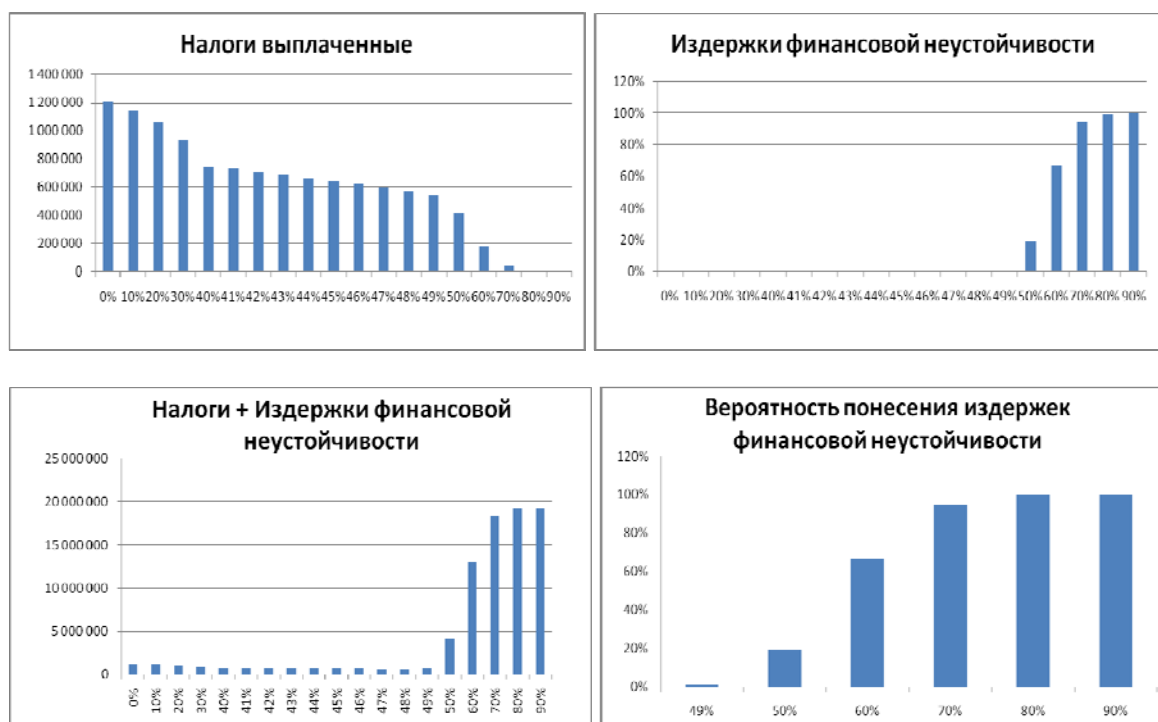 Налоги выплаченные
1 400 000
1 200 000
1 000 000
800 000
600 000
400 000
200 000
0
0% 10% 20% 30% 40% 41% 42% 43% 44% 45% 46% 47% 48% 49% 50% 60% 70% 80% 90%
Издержки финансовой неустойчивости
120%
100%
80%
60%
40%
20%
0%
0% 10% 20% 30% 40% 41% 42% 43% 44% 45% 46% 47% 48% 49% 50% 60% 70% 80% 90%
Налоги + Издержки финансовой
неустойчивости
25 000 000
20 000 000
15 000 000
10 000 000
5 000 000
0
0% 10% 20% 30% 40% 41% 42% 43% 44% 45% 46% 47% 48% 49% 50% 60% 70% 80% 90%
Вероятность понесения издержек
финансовой неустойчивости
120%
100%
80%
60%
40%
20%
0%
49% 50% 60% 70% 80% 90%